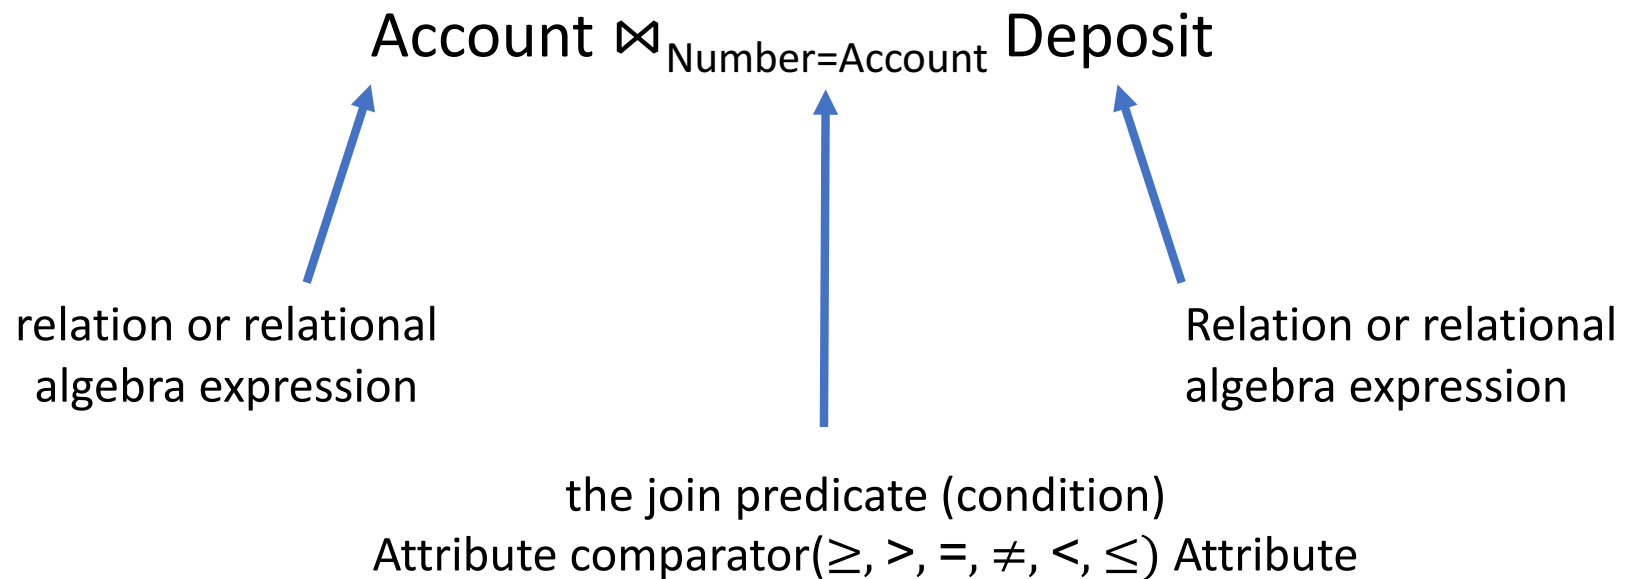 Account ⋈Number=Account Deposit
relation or relational
algebra expression
Relation or relational
algebra expression
the join predicate (condition)
Attribute comparator(≥, >, =, ≠, <, ≤) Attribute